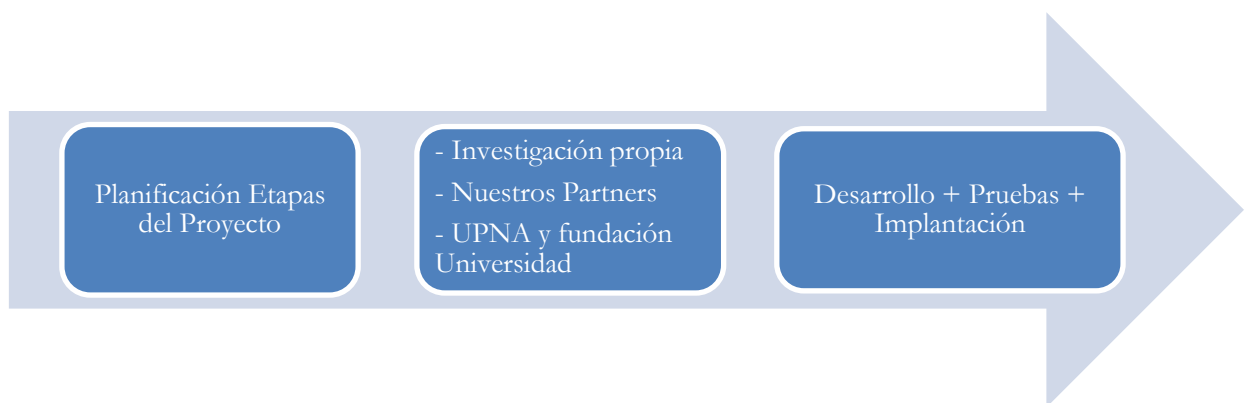 Planificación Etapas
del Proyecto
- Investigación propia
- Nuestros Partners
- UPNA y fundación
Universidad
Desarrollo + Pruebas +
Implantación